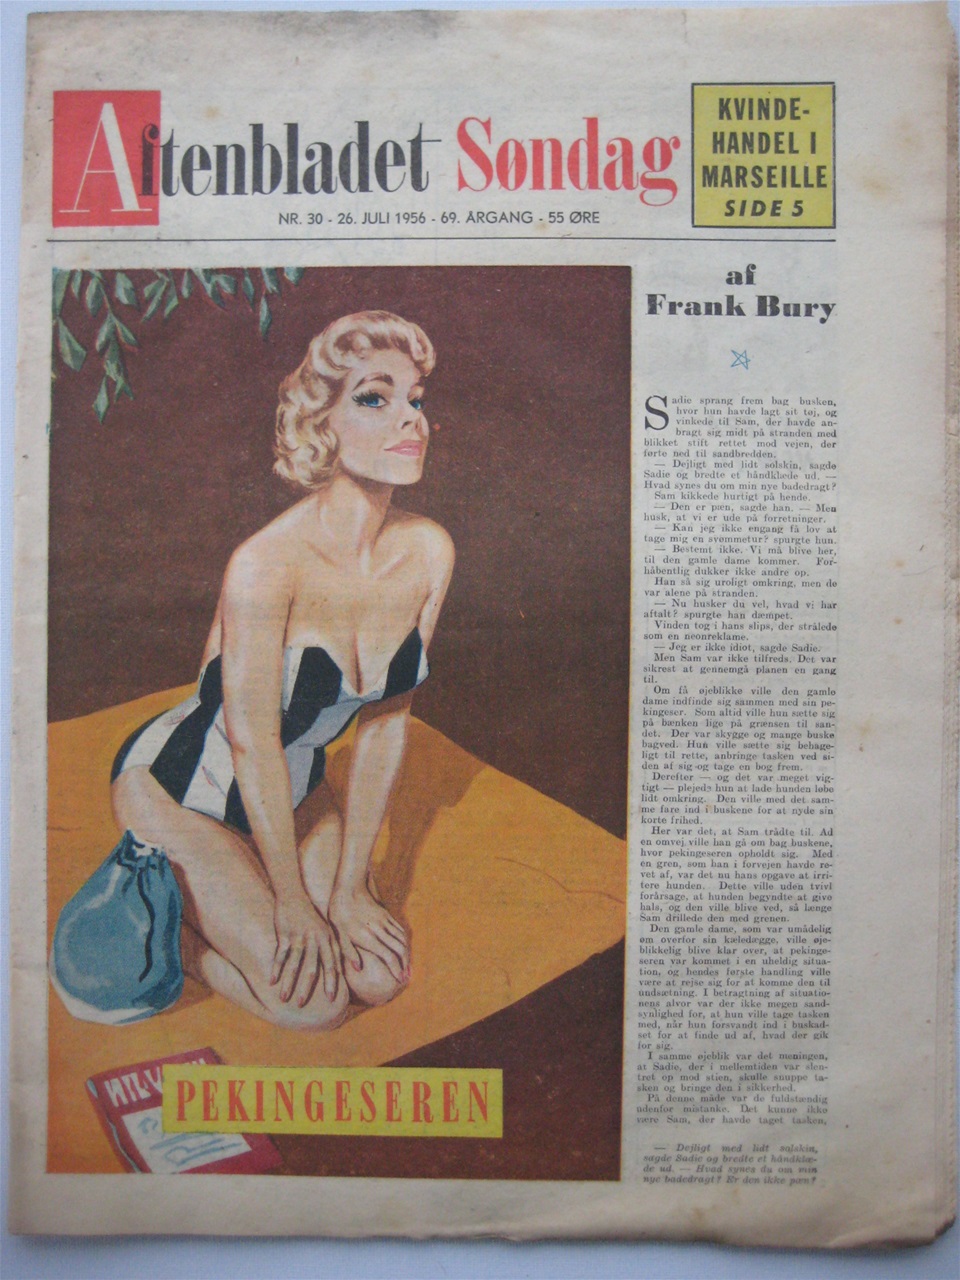 Aftenbladet Søndag
NR. 30 - 26. JULI 1956 - 69. ÅRGANG - 55 ØRE
KVINDE-
HANDEL I
MARSEILLE
SIDE 5
af
Frank Bury
Sadie sprang frem bag busken,
hvor hun havde lagt sit tøj, og
vinkede til Sam, der havde an-
bragt sig midt på stranden med
blikket stift rettet mod vejen, der
førte ned til sandbredden.
— Dejligt med lidt solskin, sagde
Sadie og bredte et håndklæde ud. —
Hvad synes du om min nye badedragt?
Sam kikkede hurtigt på hende.
— Den er pæn, sagde han. — Men
husk, at vi er ude på forretninger.
— Kan jeg ikke engang få lov at
tage mig en svømmetur? spurgte hun.
— Bestemt ikke. Vi må blive her,
til den gamle dame kommer. For-
håbentlig dukker ikke andre op.
Han så sig uroligt omkring, men de
var alene på stranden.
— Nu husker du vel, hvad vi har
aftalt? spurgte han dæmpet.
Vinden tog i hans slips, der strålede
som en neonreklame.
— Jeg er ikke idiot, sagde Sadie.
Men Sam var ikke tilfreds. Det var
sikrest at gennemgå planen en gang
til.
Om få øjeblikke ville den gamle
dame indfinde sig sammen med sin pe-
kingeser. Som altid ville hun sætte sig
på bænken lige på grænsen til san-
det. Der var skygge og mange buske
bagved. Hun ville sætte sig behage-
ligt til rette, anbringe tasken ved si-
den af sig og tage en bog frem.
Derefter — og det var meget vig-
tigt — plejede hun at lade hunden løbe
lidt omkring. Den ville med det sam-
me fare ind i buskene for at nyde sin
korte frihed.
Her var det, at Sam trådte til. Ad
en omvej ville han gå om bag buskene,
hvor pekingeseren opholdt sig. Med
en gren, som han i forvejen havde re-
vet af, var det nu hans opgave at irri-
tere hunden. Dette ville uden tvivl
forårsage, at hunden begyndte at give
hals, og den ville blive ved, så længe
Sam drillede den med grenen.
Den gamle dame, som var umådelig
øm overfor sin kæledægge, ville øje-
blikkelig blive klar over, at pekinge-
seren var kommet i en uheldig situa-
tion, og hendes første handling ville
være at rejse sig for at komme den til
undsætning. I betragtning af situatio-
nens alvor var der ikke megen sand-
synlighed for, at hun ville tage tasken
med, når hun forsvandt ind i buskad-
set for at finde ud af, hvad der gik
for sig.
I samme øjeblik var det meningen,
at Sadie, der i mellemtiden var slen-
tret op mod stien, skulle snuppe ta-
sken og bringe den i sikkerhed.
På denne måde var de fuldstændig
udenfor mistanke. Det kunne ikke
være Sam, der havde taget tasken,
— Dejligt med lidt solskin,
sagde Sadie og bredte et håndklæ-
de ud. — Hvad synes du om min
nye badedragt? Er den ikke pæn?
PEKINGESEREN